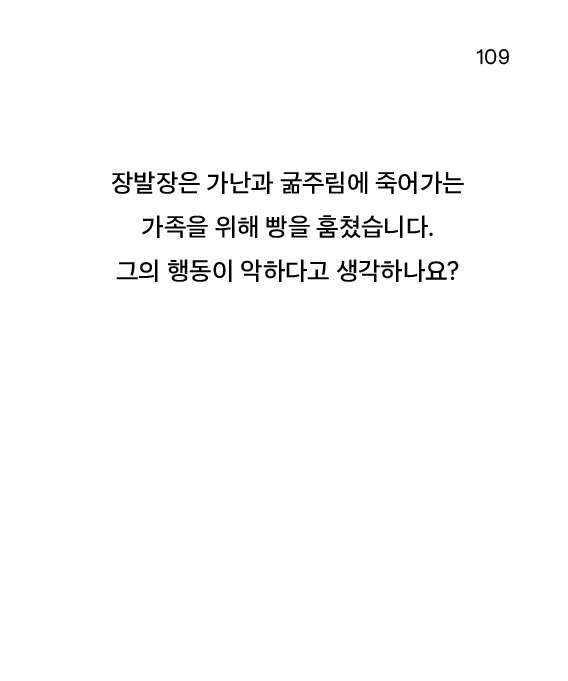 109
장발장은 가난과 굶주림에 죽어가는
가족을 위해 빵을 훔쳤습니다.
그의 행동이 악하다고 생각하나요?